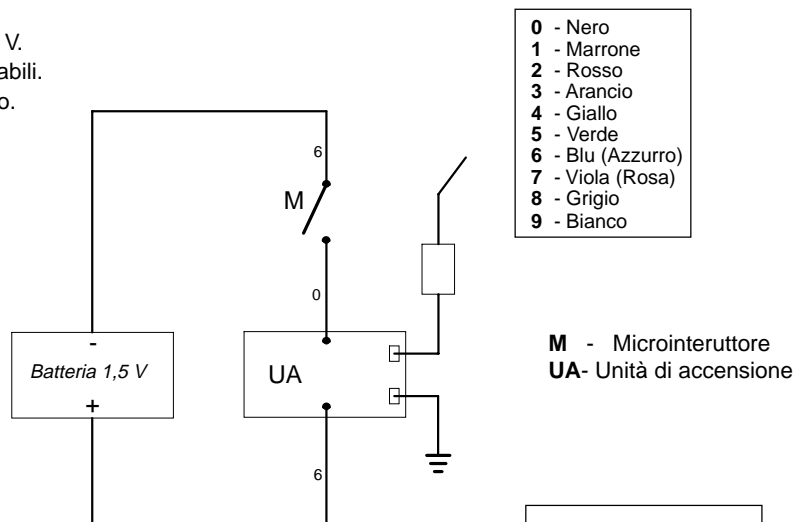 V.
abili.
o.
0 - Nero
1 - Marrone
2 - Rosso
3 - Arancio
4 - Giallo
5 - Verde
6 - Blu (Azzurro)
7 - Viola (Rosa)
8 - Grigio
9 - Bianco
6
M
0
-
Batteria 1,5 V
+
UA
6
M - Microinteruttore
UA- Unità di accensione